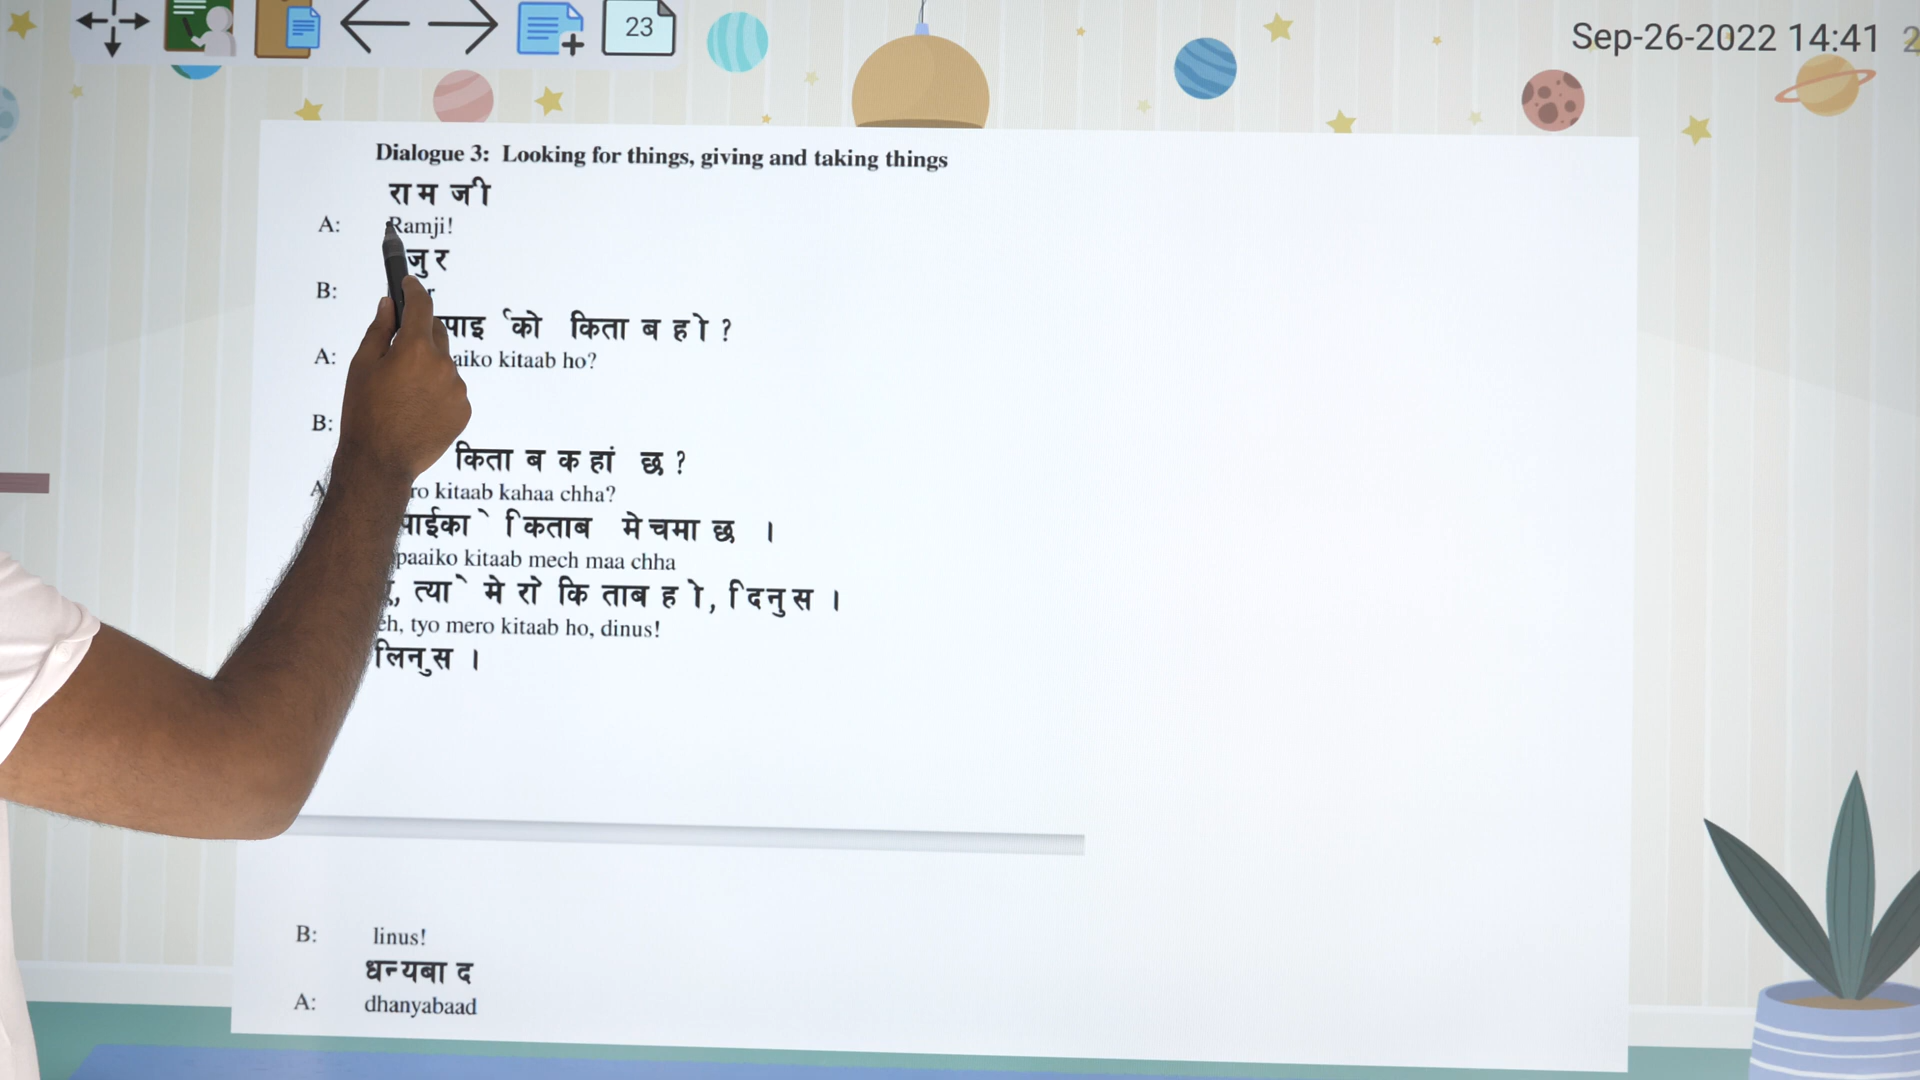 23
Sep-26-2022 14:41
Dialogue 3: Looking for things, giving and taking things
राम जी
A: Ramji!
जुर
B:
पाइको किताब हो?
A: aiko kitaab ho?
B:
किताब कहां छ?
ro kitaab kahaa chha?
पाईको किताब मेचमा छ ।
paaiko kitaab mech maa chha
, त्यो मेरो किताब हो, दिनुस ।
eh, tyo mero kitaab ho, dinus!
लिनुस ।
B: linus!
धन्यबाद
A: dhanyabaad